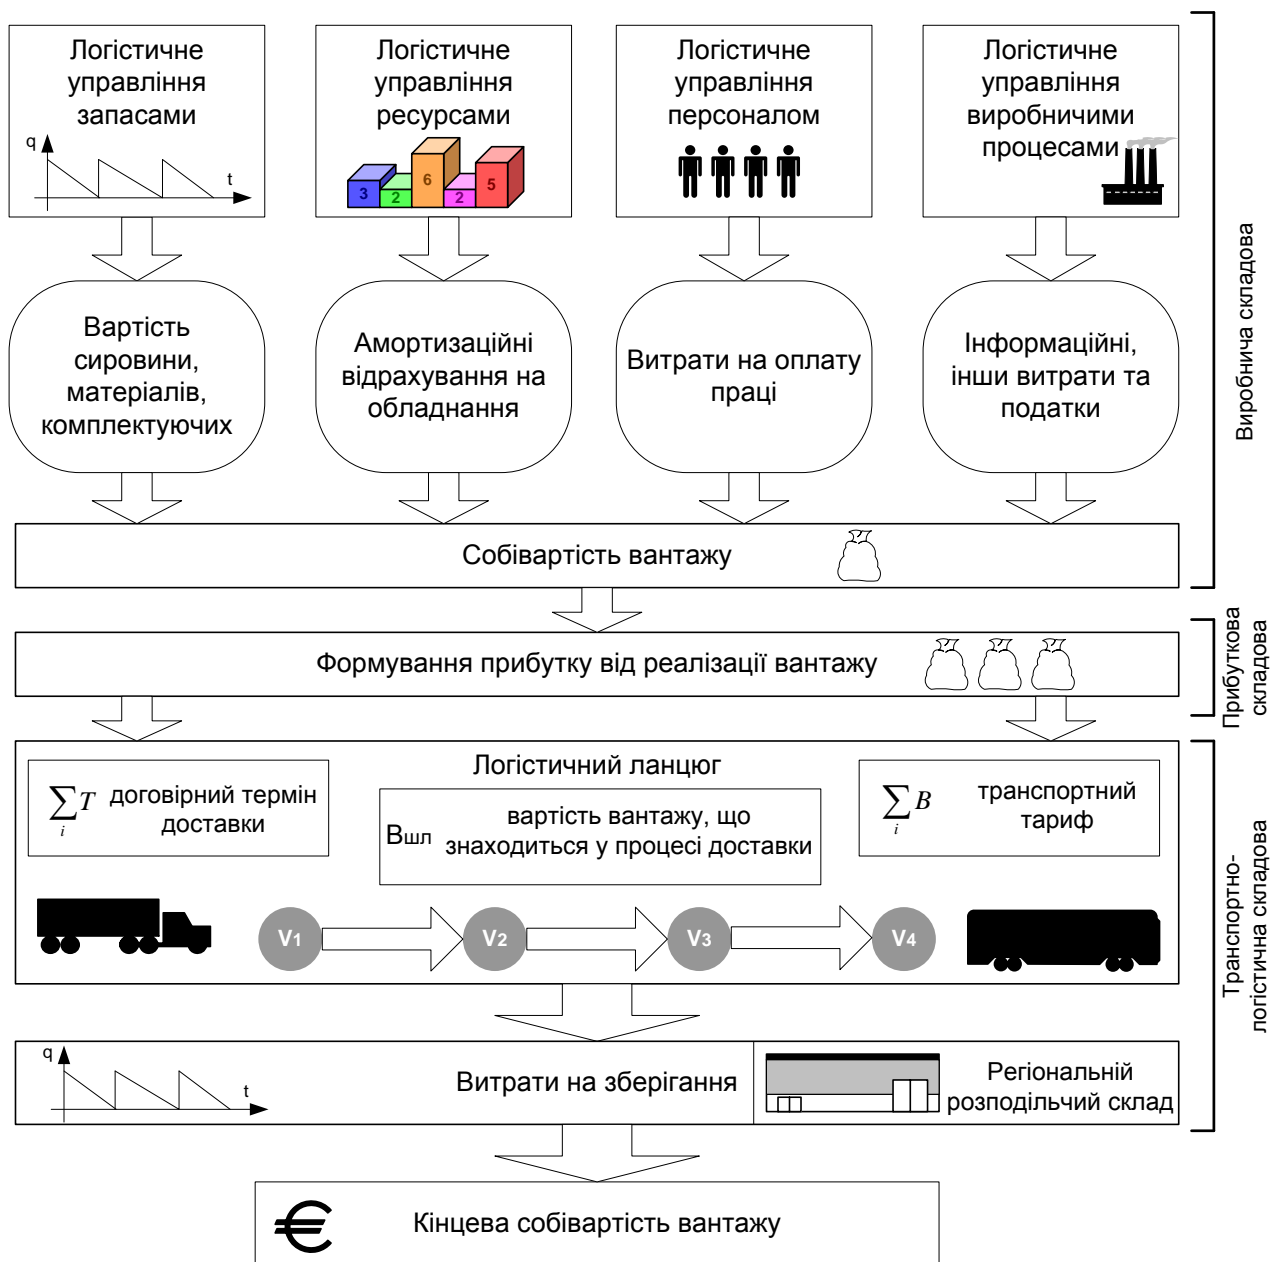 Логістичне
управління
запасами
q
t
Логістичне
управління
ресурсами
3
2
6
2
5
Логістичне
управління
персоналом
Логістичне
управління
виробничими
процесами
Вартість
сировини,
матеріалів,
комплектуючих
Амортизаційні
відрахування на
обладнання
Витрати на оплату
праці
Інформаційні,
інши витрати та
податки
Виробнича складова
Собівартість вантажу
Формування прибутку від реалізації вантажу
Прибуткова
складова
Логістичний ланцюг
∑T договірний термін
i
доставки
Вшл
вартість вантажу, що
знаходиться у процесі доставки
∑B транспортний
i
тариф
V1
V2
V3
V4
Транспортно-
логістична складова
q
t
Витрати на зберігання
Регіональній
розподільчий склад
€ Кінцева собівартість вантажу